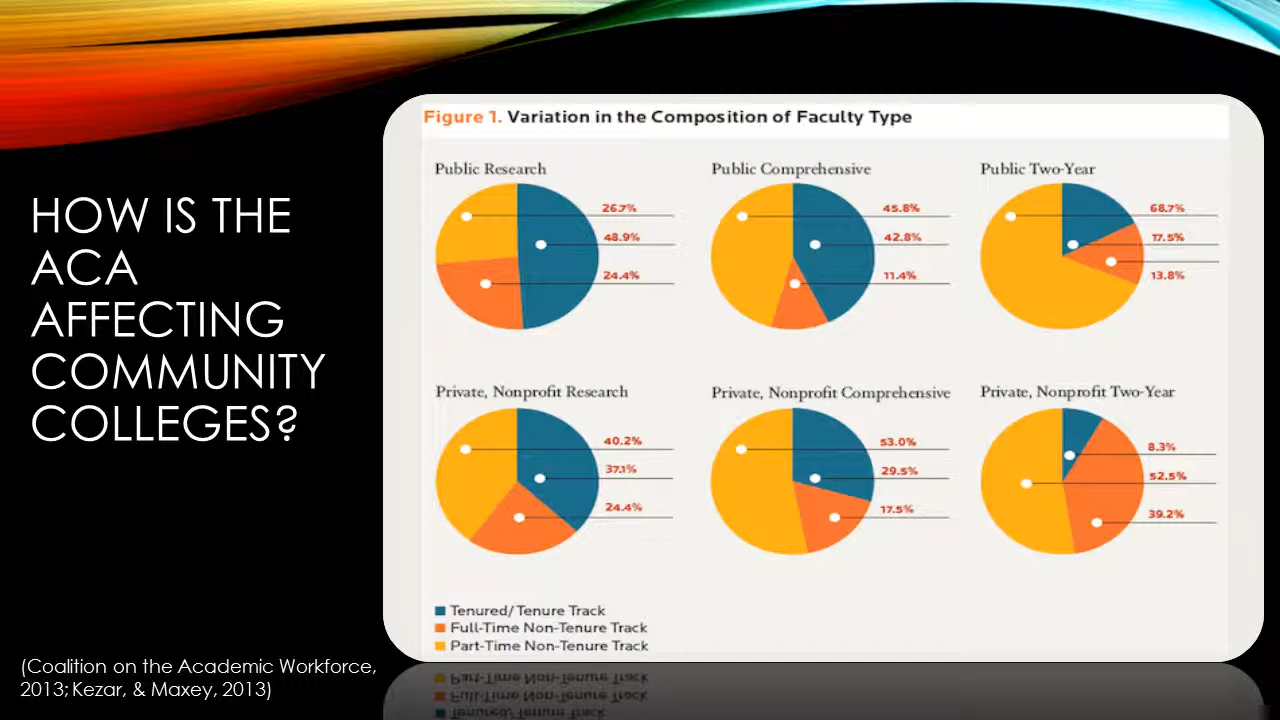 HOW IS THE
ACA
AFFECTING
COMMUNITY
COLLEGES?
(Coalition on the Academic Workforce,
2013; Kezar, & Maxey, 2013)
Figure 1. Variation in the Composition of Faculty Type
Public Research
26.7%
48.9%
24.4%
Public Comprehensive
45.8%
42.8%
11.4%
Public Two-Year
68.7%
17.5%
13.8%
Private, Nonprofit Research
40.2%
37.1%
24.4%
Private, Nonprofit Comprehensive
53.0%
29.5%
17.5%
Private, Nonprofit Two-Year
8.3%
52.5%
39.2%
Tenured/ Tenure Track
Full-Time Non-Tenure Track
Part-Time Non-Tenure Track